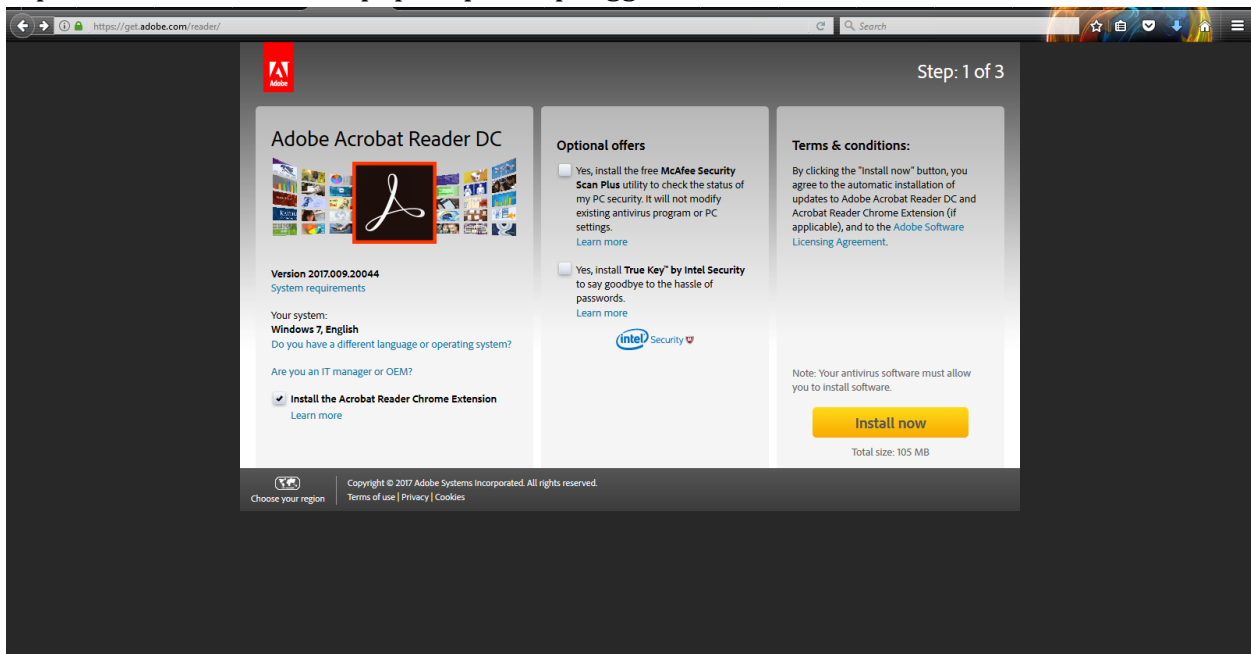 https://get.adobe.com/reader/
Search
Adobe
Step: 1 of 3
Adobe Acrobat Reader DC
Version 2017.009.20044
System requirements
Your system:
Windows 7, English
Do you have a different language or operating system?
Are you an IT manager or OEM?
Install the Acrobat Reader Chrome Extension
Learn more
Optional offers
Yes, install the free McAfee Security
Scan Plus utility to check the status of
my PC security. It will not modify
existing antivirus program or PC
settings.
Learn more
Yes, install True Key™ by Intel Security
to say goodbye to the hassle of
passwords.
Learn more
intel Security
Terms & conditions:
By clicking the "Install now" button, you
agree to the automatic installation of
updates to Adobe Acrobat Reader DC and
Acrobat Reader Chrome Extension (if
applicable), and to the Adobe Software
Licensing Agreement.
Note: Your antivirus software must allow
you to install software.
Install now
Total size: 105 MB
Choose your region
Copyright © 2017 Adobe Systems Incorporated. All rights reserved.
Terms of use | Privacy | Cookies